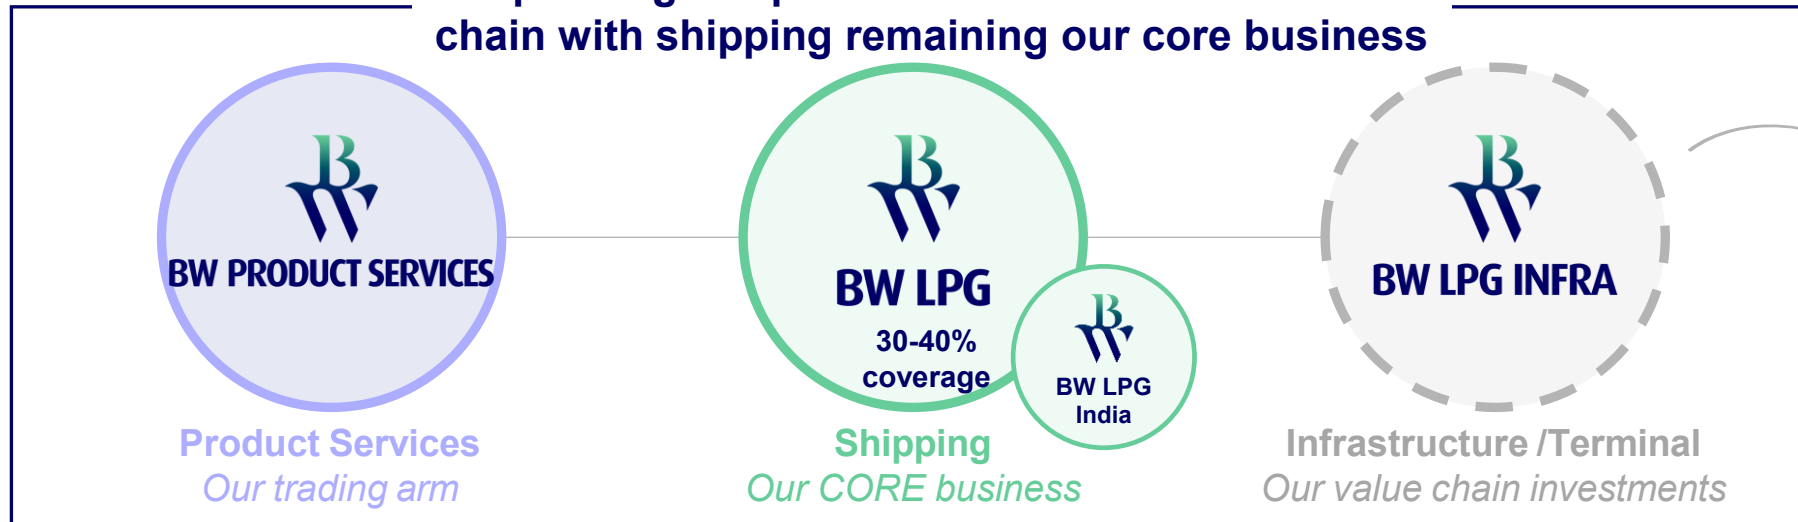 chain with shipping remaining our core business
BW PRODUCT SERVICES
Product Services
Our trading arm
BW LPG
30-40%
coverage
BW LPG
India
Shipping
Our CORE business
BW LPG INFRA
Infrastructure /Terminal
Our value chain investments